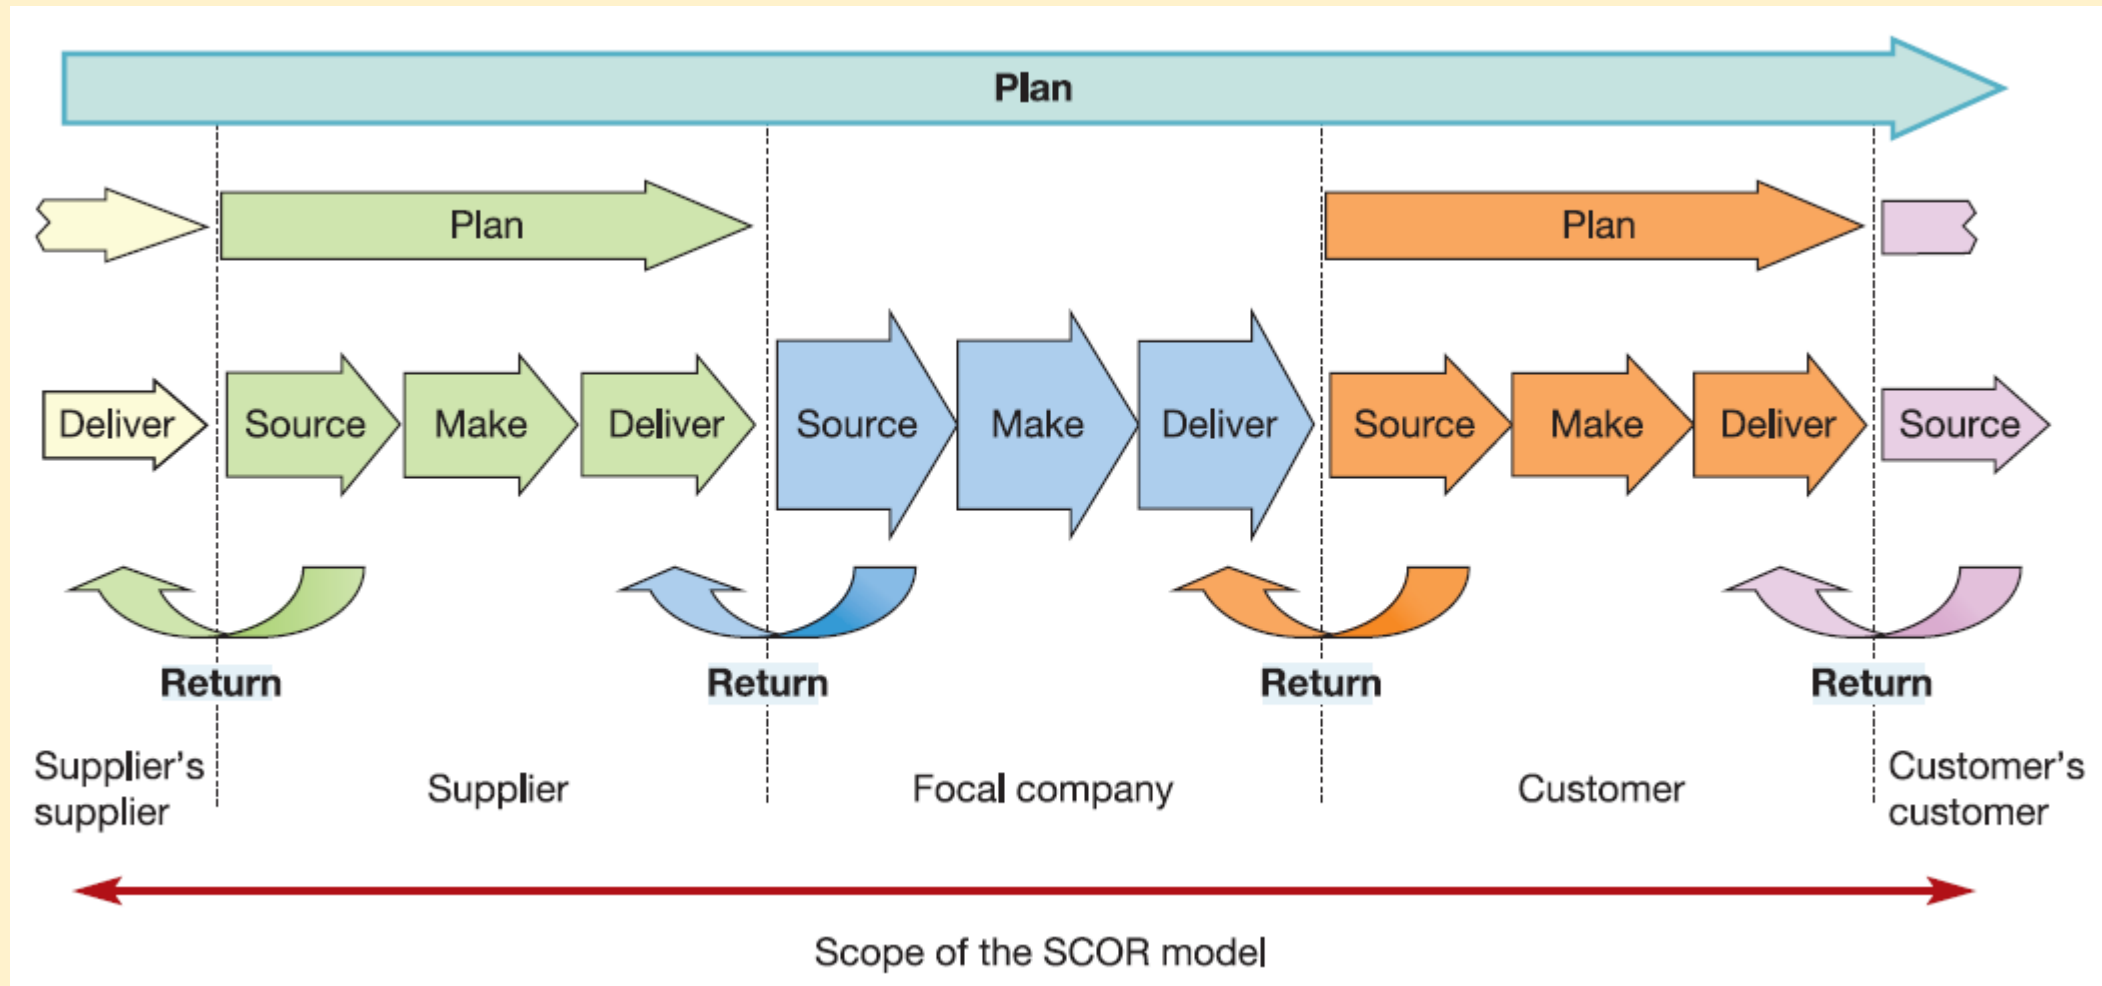 Plan
Plan
Plan
Deliver
Source
Make
Deliver
Source
Make
Deliver
Source
Make
Deliver
Source
Return
Return
Return
Return
Supplier's
supplier
Supplier
Focal company
Customer
Customer's
customer
Scope of the SCOR model